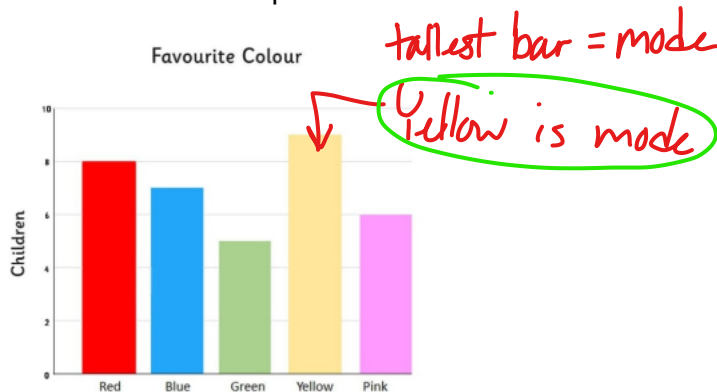 tallest bar = mode
Favourite Colour
Yellow is mode
10
8
6
4
2
0
Children
Red Blue Green Yellow Pink